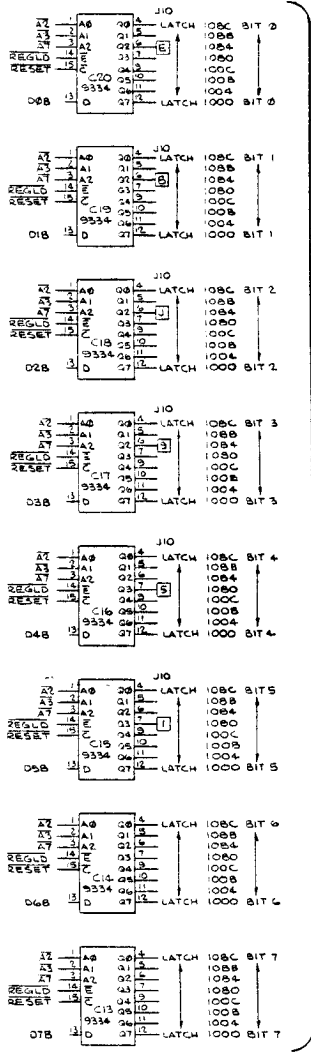 J10
A2 1 A0 Q0 4 LATCH 108C BIT 0
A3 2 A1 Q1 5 1088
A7 3 A2 Q2 6 E 1084
REGLD 14 E Q3 7 1080
RESET 15 C Q4 9 100C
C20 Q5 10 1008
9334 Q6 11 1004
D0B 13 D Q7 12 LATCH 1000 BIT 0
J10
A2 1 A0 Q0 4 LATCH 108C BIT 1
A3 2 A1 Q1 5 1088
A7 3 A2 Q2 6 B 1084
REGLD 14 E Q3 7 1080
RESET 15 C Q4 9 100C
C19 Q5 10 1008
9334 Q6 11 1004
D1B 13 D Q7 12 LATCH 1000 BIT 1
J10
A2 1 A0 Q0 4 LATCH 108C BIT 2
A3 2 A1 Q1 5 1088
A7 3 A2 Q2 6 J 1084
REGLD 14 E Q3 7 1080
RESET 15 C Q4 9 100C
C18 Q5 10 1008
9334 Q6 11 1004
D2B 13 D Q7 12 LATCH 1000 BIT 2
J10
A2 1 A0 Q0 4 LATCH 108C BIT 3
A3 2 A1 Q1 5 1088
A7 3 A2 Q2 6 1084
REGLD 14 E Q3 7 1080
RESET 15 C Q4 9 100C
C17 Q5 10 1008
9334 Q6 11 1004
D3B 13 D Q7 12 LATCH 1000 BIT 3
J10
A2 1 A0 Q0 4 LATCH 108C BIT 4
A3 2 A1 Q1 5 1088
A7 3 A2 Q2 6 1084
REGLD 14 E Q3 7 S 1080
RESET 15 C Q4 9 100C
C16 Q5 10 1008
9334 Q6 11 1004
D4B 13 D Q7 12 LATCH 1000 BIT 4
J10
A2 1 A0 Q0 4 LATCH 108C BIT 5
A3 2 A1 Q1 5 1088
A7 3 A2 Q2 6 1084
REGLD 14 E Q3 7 1 1080
RESET 15 C Q4 9 100C
C15 Q5 10 1008
9334 Q6 11 1004
D5B 13 D Q7 12 LATCH 1000 BIT 5
A2 1 A0 Q0 4 LATCH 108C BIT 6
A3 2 A1 Q1 5 1088
A7 3 A2 Q2 6 1084
REGLD 14 E Q3 7 1080
RESET 15 C Q4 9 100C
C14 Q5 10 1008
9334 Q6 11 1004
D6B 13 D Q7 12 LATCH 1000 BIT 6
A2 1 A0 Q0 4 LATCH 108C BIT 7
A3 2 A1 Q1 5 1088
A7 3 A2 Q2 6 1084
REGLD 14 E Q3 7 1080
RESET 15 C Q4 9 100C
C13 Q5 10 1008
9334 Q6 11 1004
D7B 13 D Q7 12 LATCH 1000 BIT 7